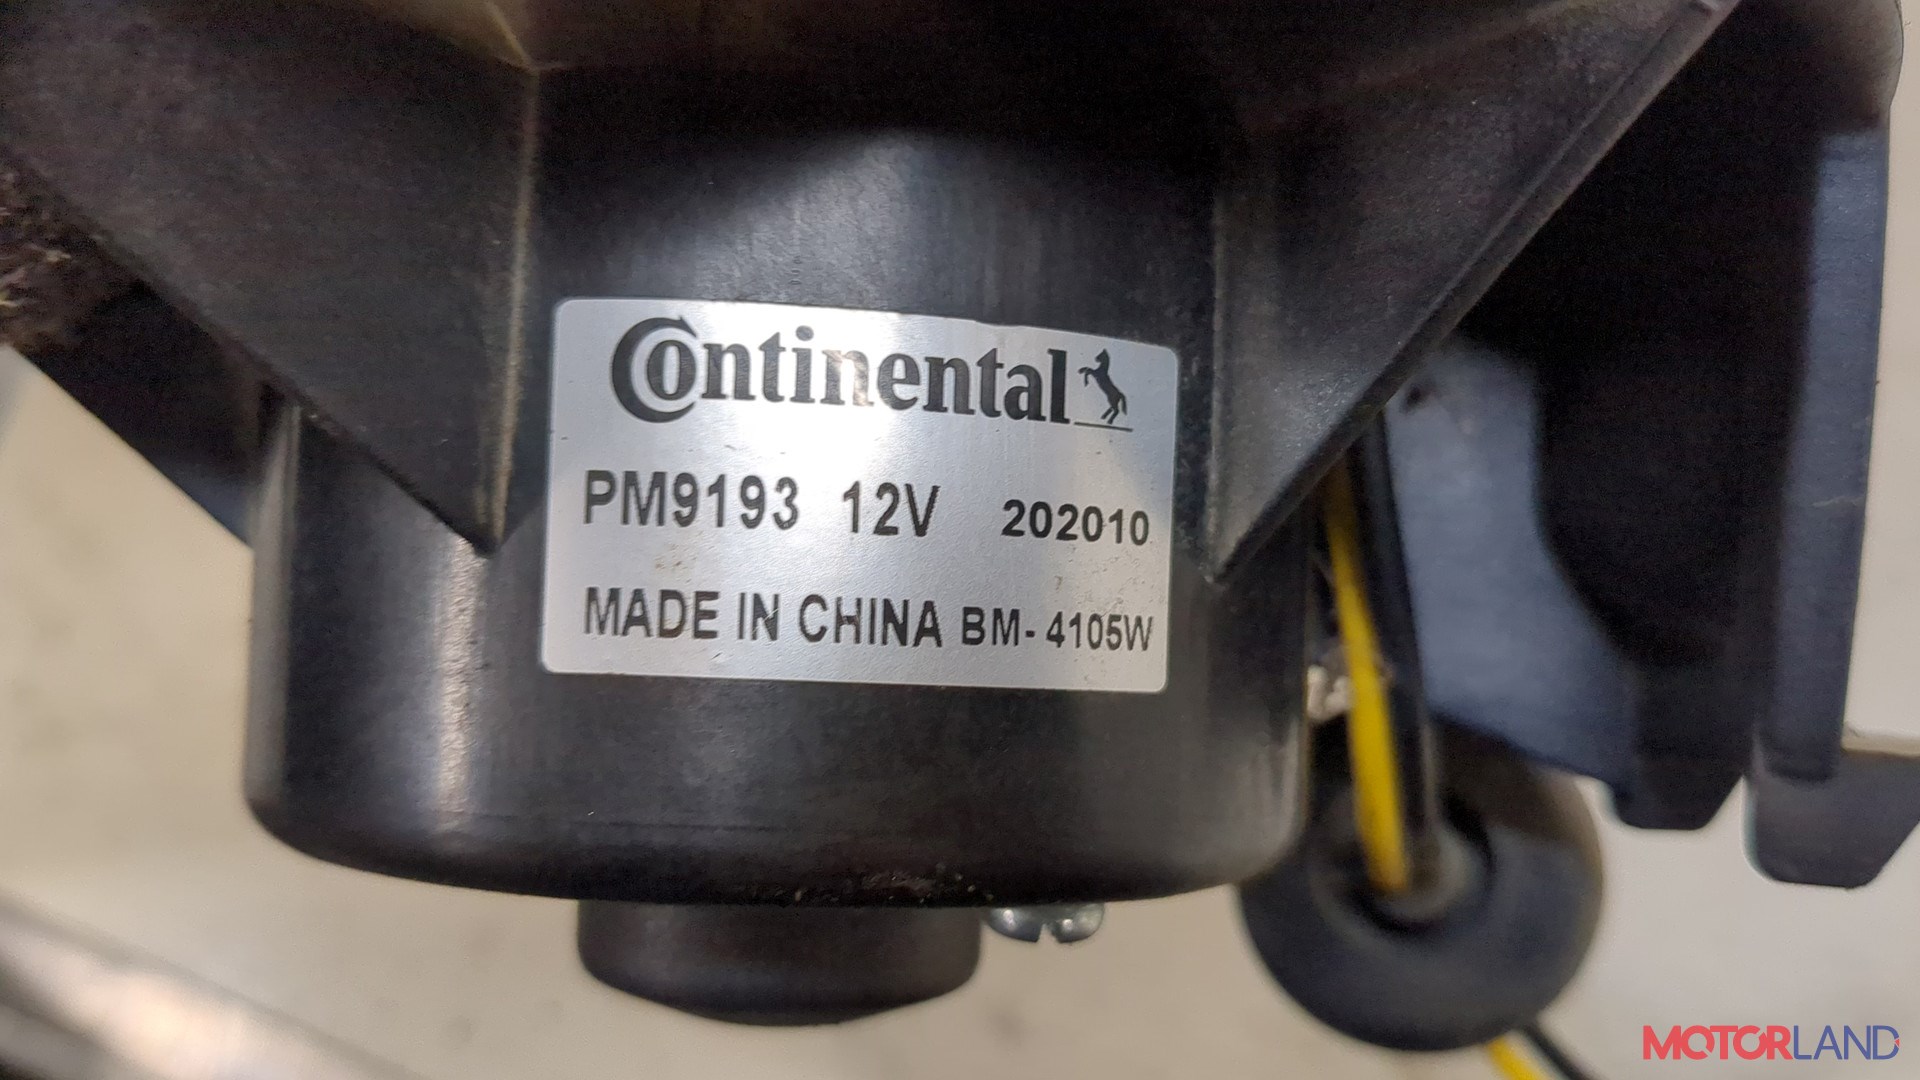 Continental
PM9193 12V 202010
MADE IN CHINA BM-4105W
MOTORLAND